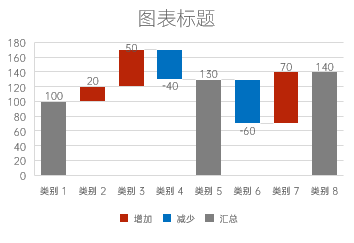 图表标题
180
160
140
120
100
80
60
40
20
0
100
20
50
-40
130
-60
70
140
类别 1
类别 2
类别 3
类别 4
类别 5
类别 6
类别 7
类别 8
增加 减少 汇总